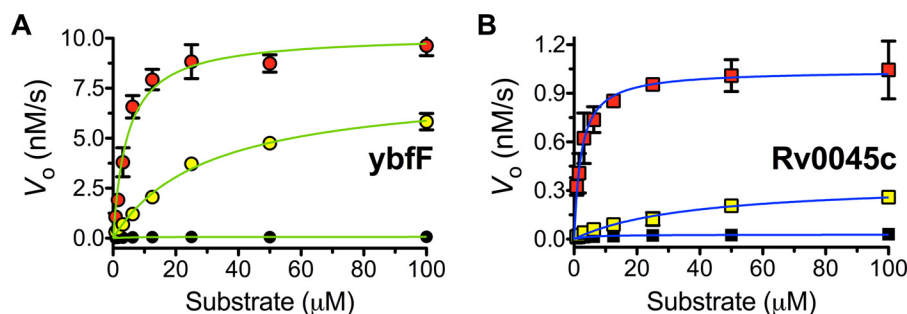 A
10.0
7.5
5.0
2.5
0.0
Vo (nM/s)
ybfF
0 20 40 60 80 100
Substrate (μM)
B
1.2
0.9
0.6
0.3
0.0
Vo (nM/s)
Rv0045c
0 20 40 60 80 100
Substrate (μM)